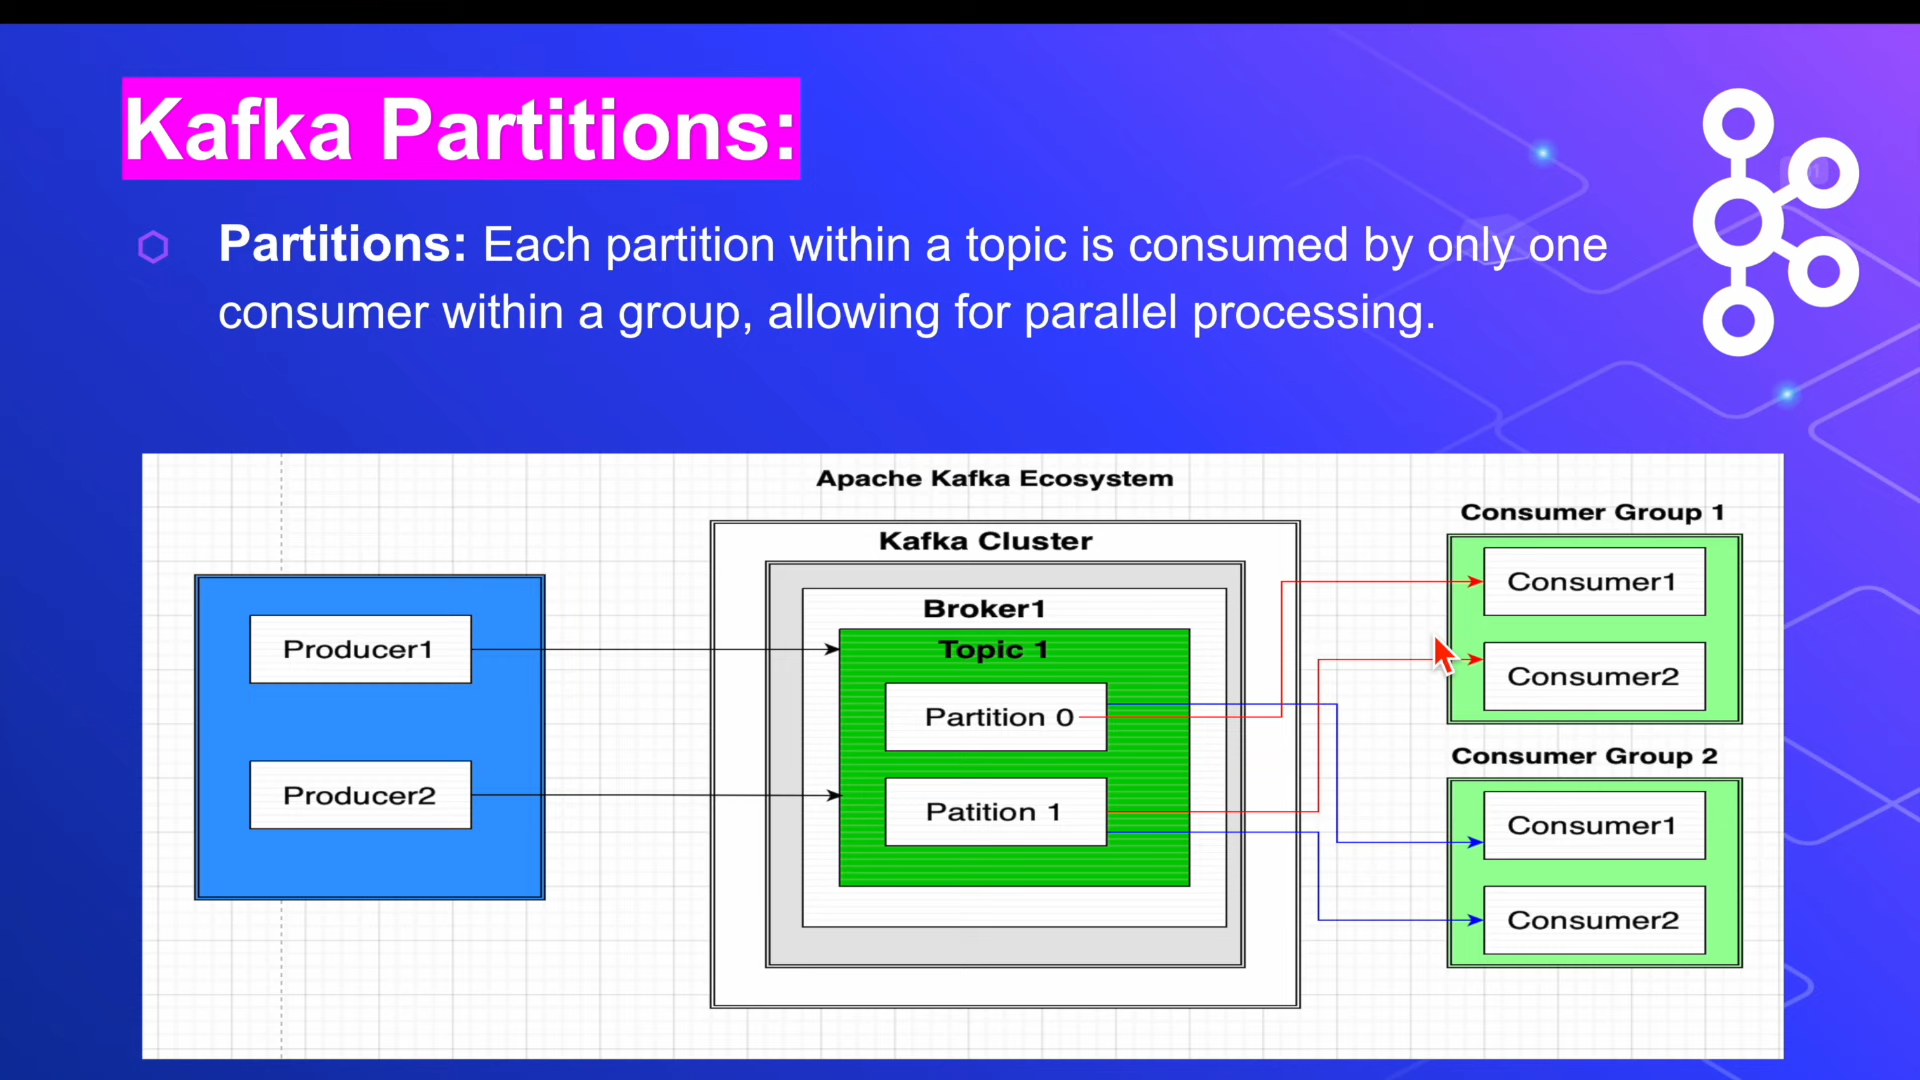 Kafka Partitions:
Partitions: Each partition within a topic is consumed by only one
consumer within a group, allowing for parallel processing.
Apache Kafka Ecosystem
Kafka Cluster
Broker1
Topic 1
Partition 0
Patition 1
Producer1
Producer2
Consumer Group 1
Consumer1
Consumer2
Consumer Group 2
Consumer1
Consumer2